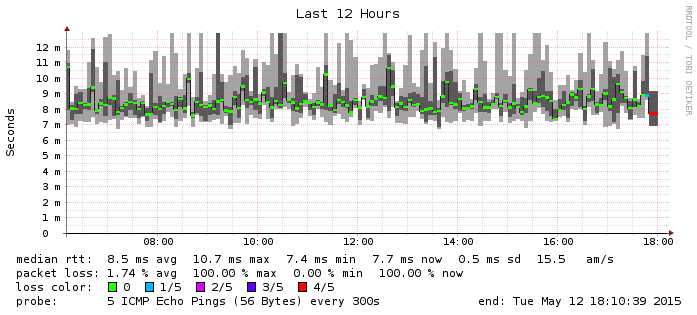 Last 12 Hours
RRDTOOL / TOBI OETIKER
Seconds
12 m
11 m
10 m
9 m
8 m
7 m
6 m
5 m
4 m
3 m
2 m
1 m
0
08:00 10:00 12:00 14:00 16:00 18:00
median rtt: 8.5 ms avg 10.7 ms max 7.4 ms min 7.7 ms now 0.5 ms sd 15.5 am/s
packet loss: 1.74 % avg 100.00 % max 0.00 % min 100.00 % now
loss color: 0 1/5 2/5 3/5 4/5
probe: 5 ICMP Echo Pings (56 Bytes) every 300s end: Tue May 12 18:10:39 2015